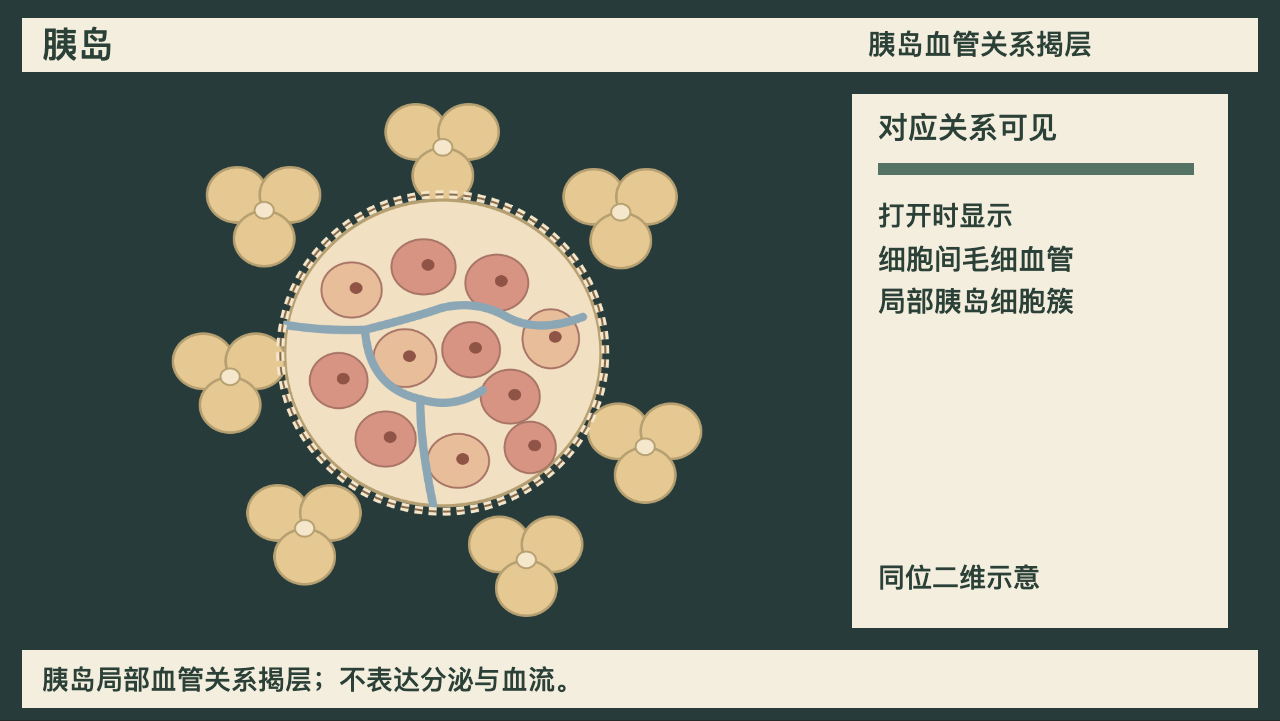 胰岛
胰岛血管关系揭层
对应关系可见
打开时显示
细胞间毛细血管
局部胰岛细胞簇
同位二维示意
胰岛局部血管关系揭层；不表达分泌与血流。